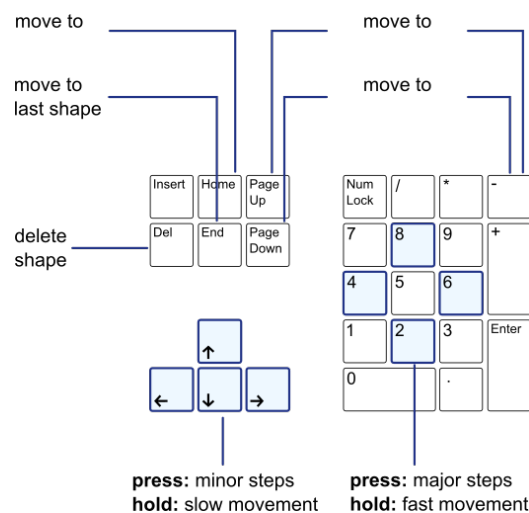 move to
move to
move to
last shape
move to
Insert
Home
Page
Up
Num
Lock
/
*
-
delete
shape
Del
End
Page
Down
7
8
9
+
4
5
6
↑
1
2
3
Enter
←
↓
→
0
.
press: minor steps
hold: slow movement
press: major steps
hold: fast movement